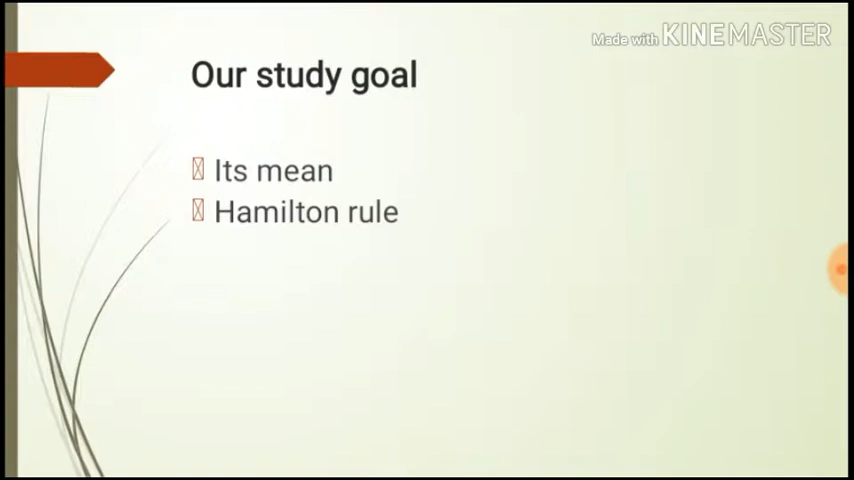 Made with KINEMASTER
Our study goal
Its mean
Hamilton rule